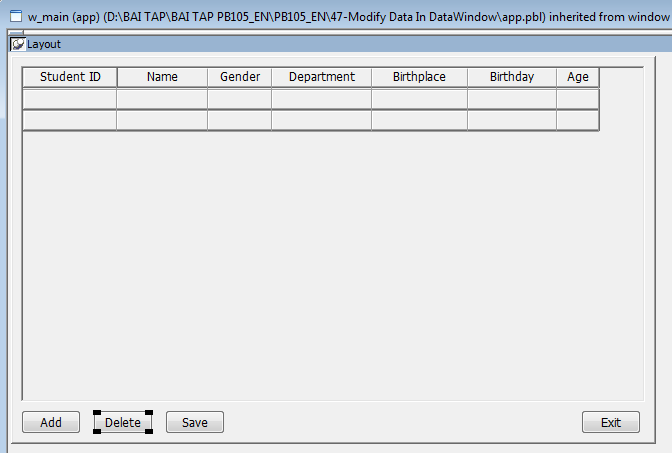 w_main (app) (D:\BAI TAP\BAI TAP PB105_EN\PB105_EN\47-Modify Data In DataWindow\app.pbl) inherited from window
Layout
Student ID Name Gender Department Birthplace Birthday Age
Add Delete Save Exit